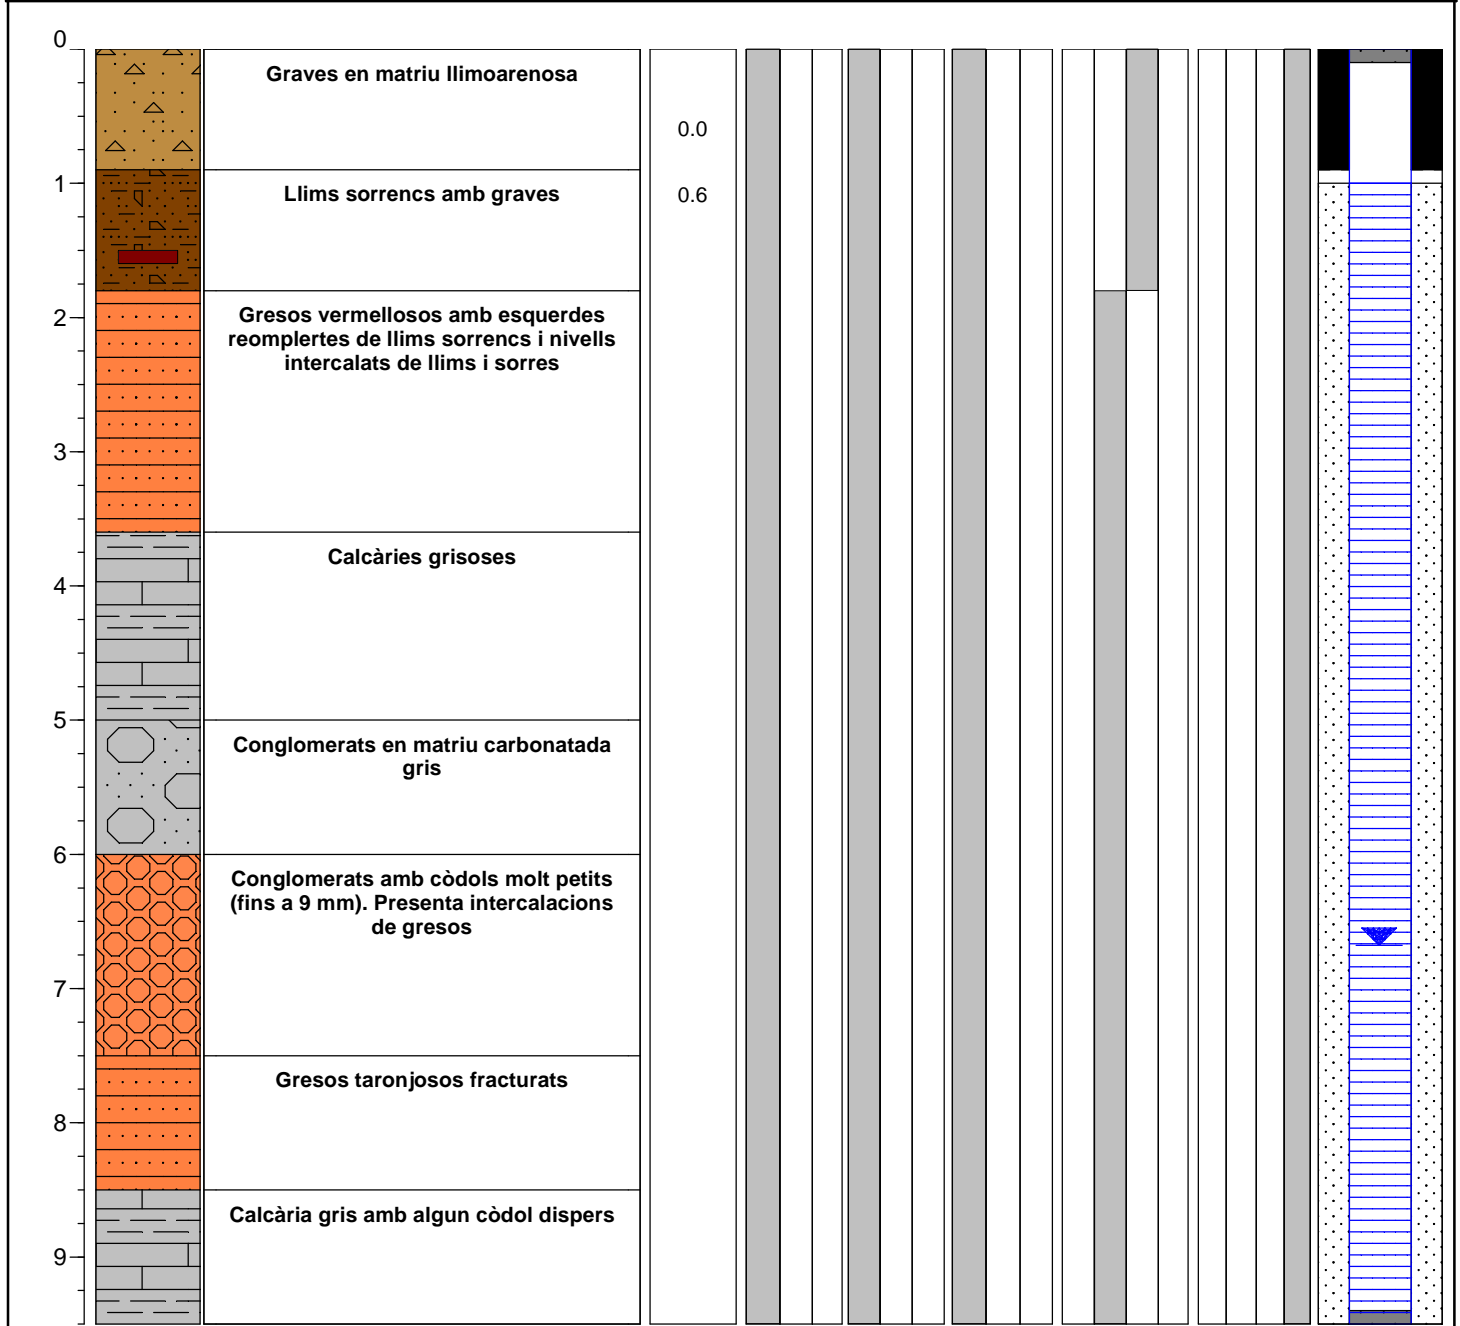 0
Graves en matriu llimoarenosa
0.0
1
Llims sorrencs amb graves
0.6
2
Gresos vermellosos amb esquerdes
reomplertes de llims sorrencs i nivells
intercalats de llims i sorres
3
Calcàries grisoses
4
5
Conglomerats en matriu carbonatada
gris
6
Conglomerats amb còdols molt petits
(fins a 9 mm). Presenta intercalacions
de gresos
7
Gresos taronjosos fracturats
8
Calcària gris amb algun còdol dispers
9